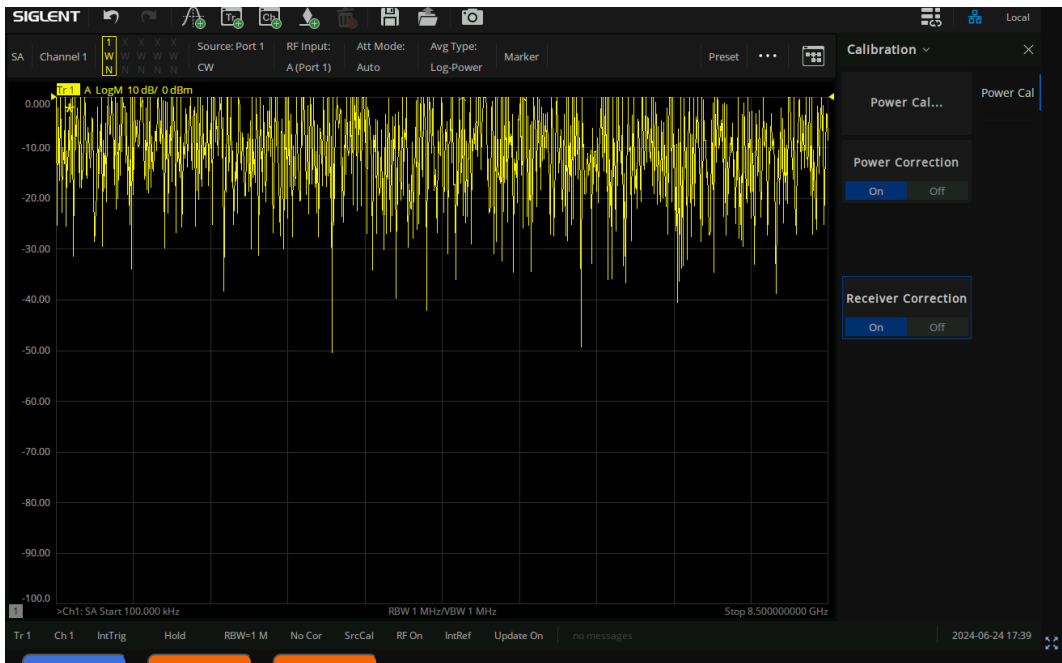 SIGLENT Tr Ch Local
SA Channel 1 1 X X X X Source: Port 1 RF Input: Att Mode: Avg Type: Marker Preset ... Calibration
W W W W W CW A (Port 1) Auto Log-Power
N N N N N
Tr 1 A LogM 10 dB/ 0 dBm
Power Cal... Power Cal
0.000
-10.00
Power Correction
On Off
-20.00
-30.00
Receiver Correction
-40.00
On Off
-50.00
-60.00
-70.00
-80.00
-90.00
-100.0
1 >Ch1: SA Start 100.000 kHz RBW 1 MHz/VBW 1 MHz Stop 8.500000000 GHz
Tr 1 Ch 1 IntTrig Hold RBW=1 M No Cor SrcCal RF On IntRef Update On no messages 2024-06-24 17:39